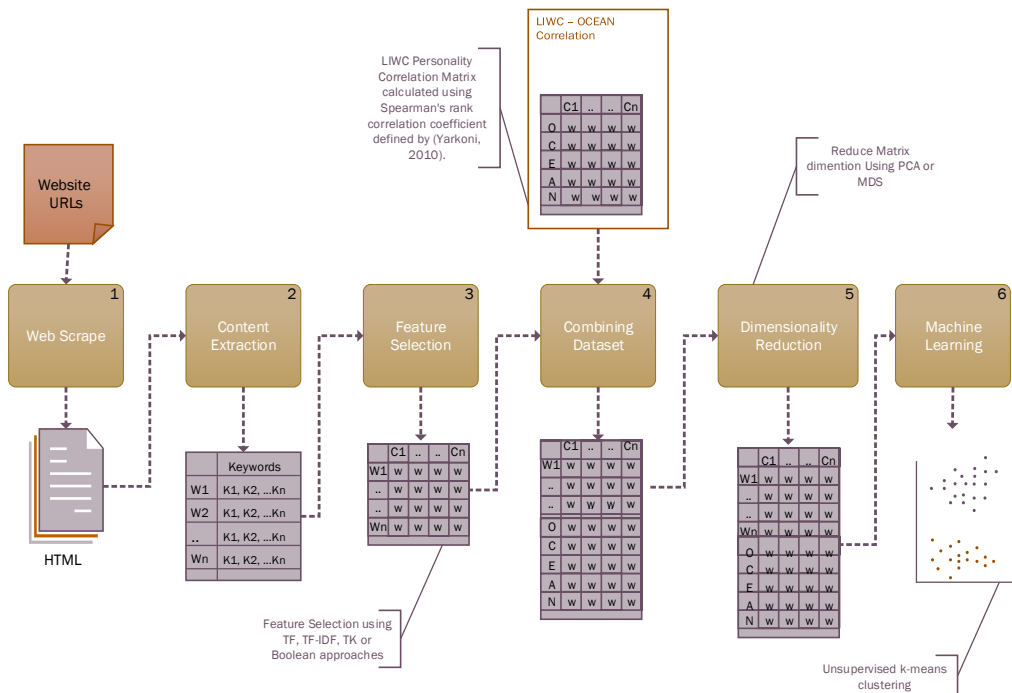 LIWC – OCEAN
Correlation
LIWC Personality
Correlation Matrix
calculated using
Spearman's rank
correlation coefficient
defined by (Yarkoni,
2010).
C1 .. .. Cn
O w w w w
C w w w w
E w w w w
A w w w w
N w w w w
Reduce Matrix
dimention Using PCA or
MDS
Website
URLs
1
Web Scrape
2
Content
Extraction
3
Feature
Selection
4
Combining
Dataset
5
Dimensionality
Reduction
6
Machine
Learning
HTML
Keywords
W1 K1, K2, ...Kn
W2 K1, K2, ...Kn
.. K1, K2, ...Kn
Wn K1, K2, ...Kn
C1 .. .. Cn
W1 w w w w
.. w w w w
.. w w w w
Wn w w w w
C1 .. .. Cn
W1 w w w w
.. w w w w
.. w w w w
O w w w w
C w w w w
E w w w w
A w w w w
N w w w w
C1 .. .. Cn
W1 w w w w
.. w w w w
.. w w w w
Wn w w w w
O w w w w
C w w w w
E w w w w
A w w w w
N w w w w
Feature Selection using
TF, TF-IDF, TK or
Boolean approaches
Unsupervised k-means
clustering